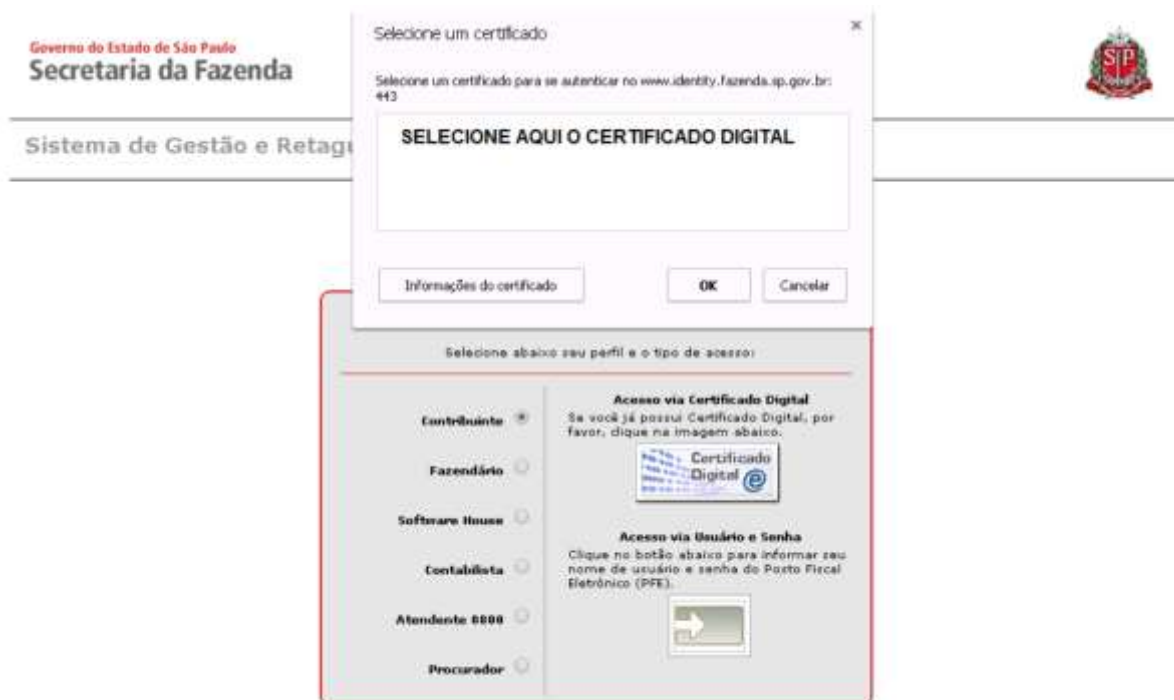 Governo do Estado de São Paulo
Secretaria da Fazenda
SP
Sistema de Gestão e Retagu
Selecione um certificado
×
Selecione um certificado para se autenticar no www.identity.fazenda.sp.gov.br:
443
SELECIONE AQUI O CERTIFICADO DIGITAL
Informações do certificado
OK
Cancelar
Selecione abaixo seu perfil e o tipo de acesso:
Contribuinte
Fazendário
Software House
Contabilista
Atendente 0800
Procurador
Acesso via Certificado Digital
Se você já possui Certificado Digital, por
favor, clique na imagem abaixo.
Certificado
Digital e
Acesso via Usuário e Senha
Clique no botão abaixo para informar seu
nome de usuário e senha do Posto Fiscal
Eletrônico (PFE).